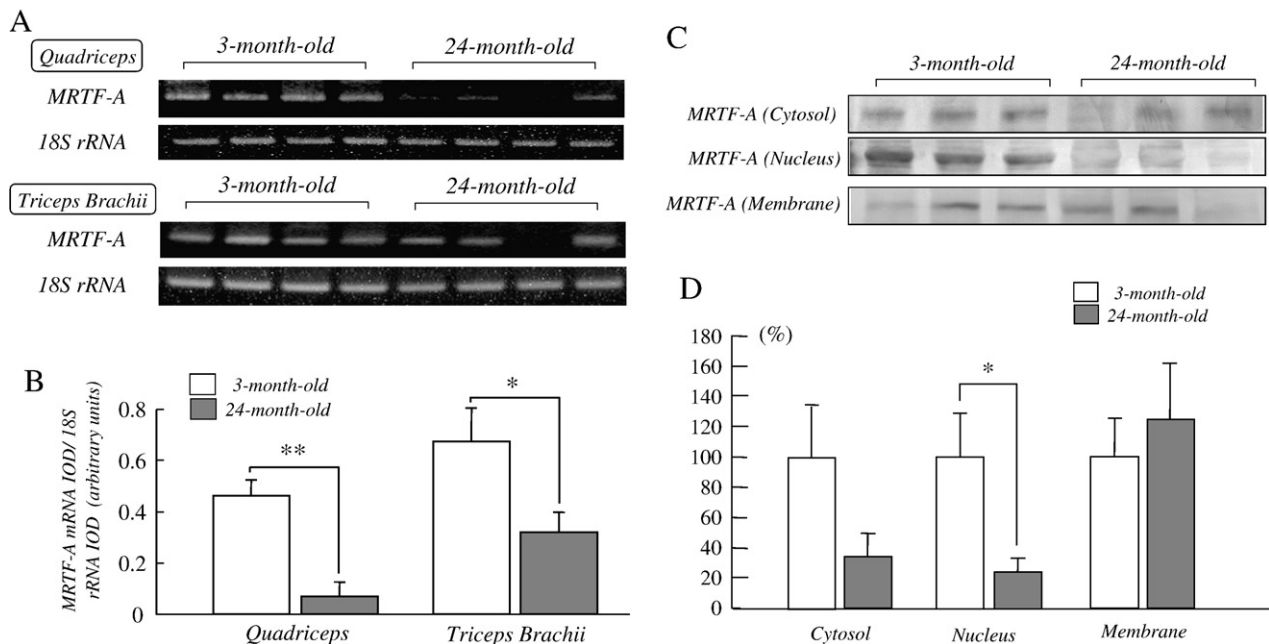 A
Quadriceps
3-month-old 24-month-old
MRTF-A
18S rRNA
3-month-old 24-month-old
Triceps Brachii
MRTF-A
18S rRNA
B
3-month-old
24-month-old
MRTF-A mRNA IOD/ 18S
rRNA IOD (arbitrary units)
0.8
0.6
0.4
0.2
0
**
*
Quadriceps Triceps Brachii
C
3-month-old 24-month-old
MRTF-A (Cytosol)
MRTF-A (Nucleus)
MRTF-A (Membrane)
D
3-month-old
24-month-old
(%)
180
160
140
120
100
80
60
40
20
0
*
Cytosol Nucleus Membrane